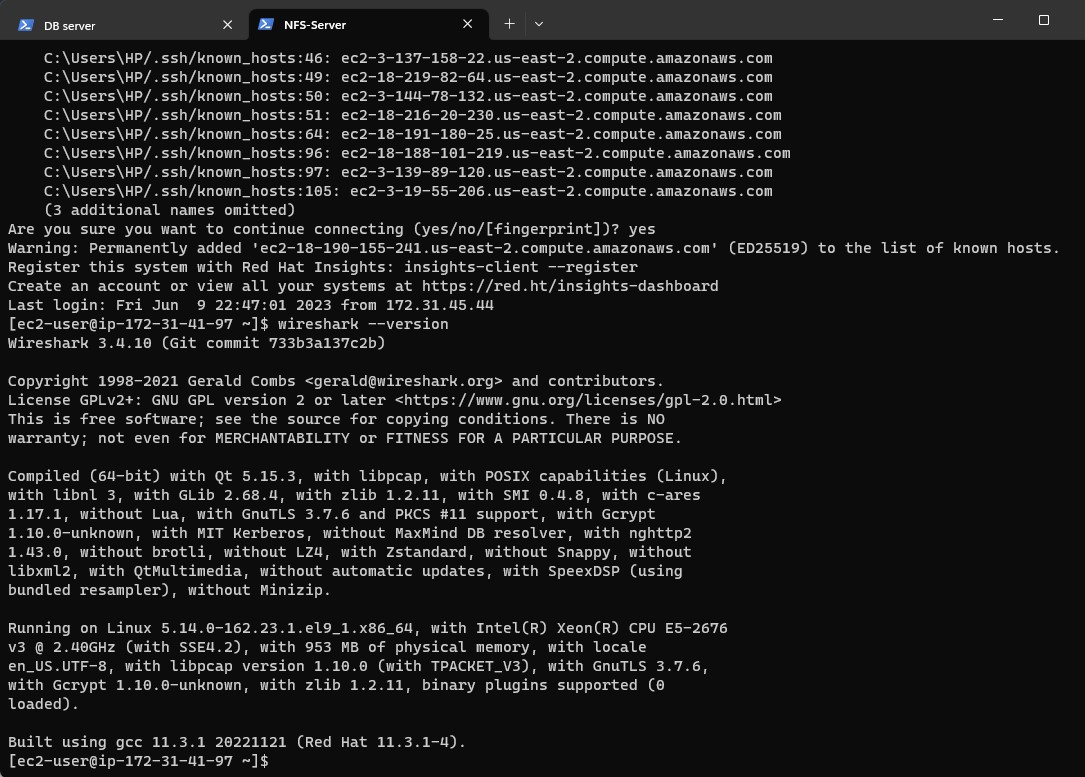 DB server
NFS-Server
C:\Users\HP/.ssh/known_hosts:46: ec2-3-137-158-22.us-east-2.compute.amazonaws.com
C:\Users\HP/.ssh/known_hosts:49: ec2-18-219-82-64.us-east-2.compute.amazonaws.com
C:\Users\HP/.ssh/known_hosts:50: ec2-3-144-78-132.us-east-2.compute.amazonaws.com
C:\Users\HP/.ssh/known_hosts:51: ec2-18-216-20-230.us-east-2.compute.amazonaws.com
C:\Users\HP/.ssh/known_hosts:64: ec2-18-191-180-25.us-east-2.compute.amazonaws.com
C:\Users\HP/.ssh/known_hosts:96: ec2-18-188-101-219.us-east-2.compute.amazonaws.com
C:\Users\HP/.ssh/known_hosts:97: ec2-3-139-89-120.us-east-2.compute.amazonaws.com
C:\Users\HP/.ssh/known_hosts:105: ec2-3-19-55-206.us-east-2.compute.amazonaws.com
(3 additional names omitted)
Are you sure you want to continue connecting (yes/no/[fingerprint])? yes
Warning: Permanently added 'ec2-18-190-155-241.us-east-2.compute.amazonaws.com' (ED25519) to the list of known hosts.
Register this system with Red Hat Insights: insights-client --register
Create an account or view all your systems at https://red.ht/insights-dashboard
Last login: Fri Jun  9 22:47:01 2023 from 172.31.45.44
[ec2-user@ip-172-31-41-97 ~]$ wireshark --version
Wireshark 3.4.10 (Git commit 733b3a137c2b)
Copyright 1998-2021 Gerald Combs <gerald@wireshark.org> and contributors.
License GPLv2+: GNU GPL version 2 or later <https://www.gnu.org/licenses/gpl-2.0.html>
This is free software; see the source for copying conditions. There is NO
warranty; not even for MERCHANTABILITY or FITNESS FOR A PARTICULAR PURPOSE.
Compiled (64-bit) with Qt 5.15.3, with libpcap, with POSIX capabilities (Linux),
with libnl 3, with GLib 2.68.4, with zlib 1.2.11, with SMI 0.4.8, with c-ares
1.17.1, without Lua, with GnuTLS 3.7.6 and PKCS #11 support, with Gcrypt
1.10.0-unknown, with MIT Kerberos, without MaxMind DB resolver, with nghttp2
1.43.0, without brotli, without LZ4, with Zstandard, without Snappy, without
libxml2, with QtMultimedia, without automatic updates, with SpeexDSP (using
bundled resampler), without Minizip.
Running on Linux 5.14.0-162.23.1.el9_1.x86_64, with Intel(R) Xeon(R) CPU E5-2676
v3 @ 2.40GHz (with SSE4.2), with 953 MB of physical memory, with locale
en_US.UTF-8, with libpcap version 1.10.0 (with TPACKET_V3), with GnuTLS 3.7.6,
with Gcrypt 1.10.0-unknown, with zlib 1.2.11, binary plugins supported (0
loaded).
Built using gcc 11.3.1 20221121 (Red Hat 11.3.1-4).
[ec2-user@ip-172-31-41-97 ~]$